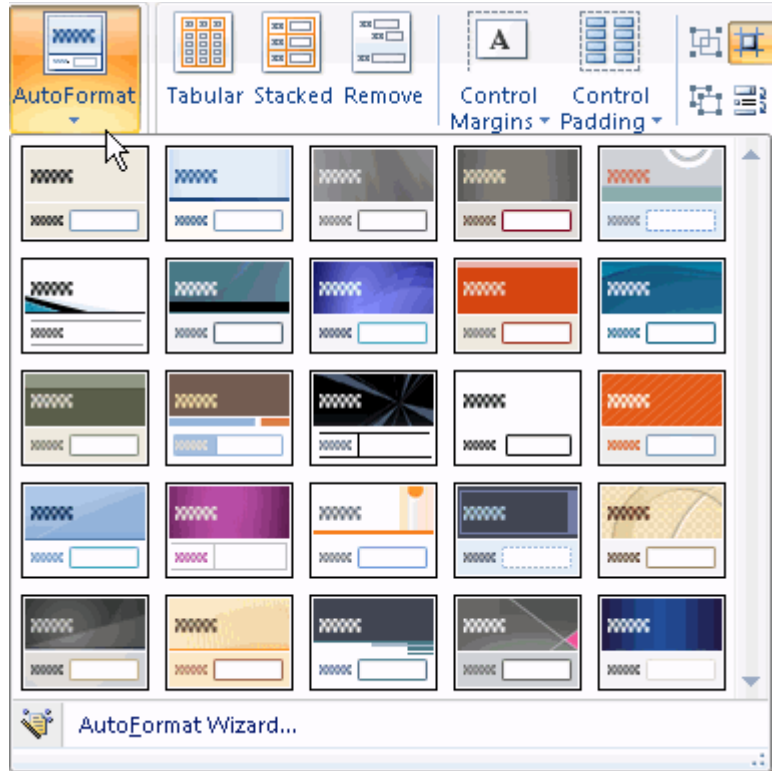 AutoFormat Tabular Stacked Remove Control Control
Margins Padding
A
AutoFormat Wizard...